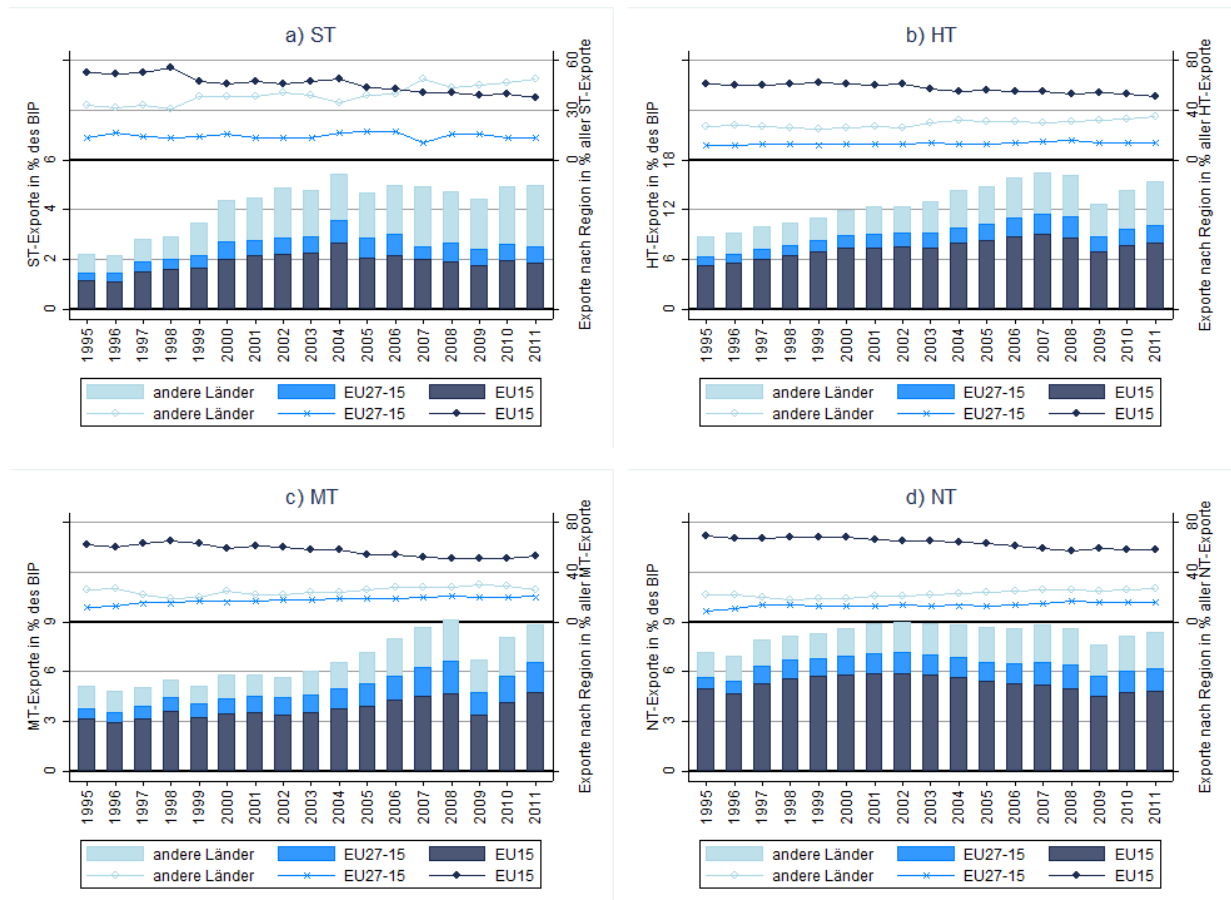 a) ST
ST-Exporte in % des BIP
0 2 4 6
Exporte nach Region in % aller ST-Exporte
0 30 60
1995 1996 1997 1998 1999 2000 2001 2002 2003 2004 2005 2006 2007 2008 2009 2010 2011
andere Länder EU27-15 EU15
andere Länder EU27-15 EU15
b) HT
HT-Exporte in % des BIP
0 6 12 18
Exporte nach Region in % aller HT-Exporte
0 40 80
1995 1996 1997 1998 1999 2000 2001 2002 2003 2004 2005 2006 2007 2008 2009 2010 2011
andere Länder EU27-15 EU15
andere Länder EU27-15 EU15
c) MT
MT-Exporte in % des BIP
0 3 6 9
Exporte nach Region in % aller MT-Exporte
0 40 80
1995 1996 1997 1998 1999 2000 2001 2002 2003 2004 2005 2006 2007 2008 2009 2010 2011
andere Länder EU27-15 EU15
andere Länder EU27-15 EU15
d) NT
NT-Exporte in % des BIP
0 3 6 9
Exporte nach Region in % aller NT-Exporte
0 40 80
1995 1996 1997 1998 1999 2000 2001 2002 2003 2004 2005 2006 2007 2008 2009 2010 2011
andere Länder EU27-15 EU15
andere Länder EU27-15 EU15